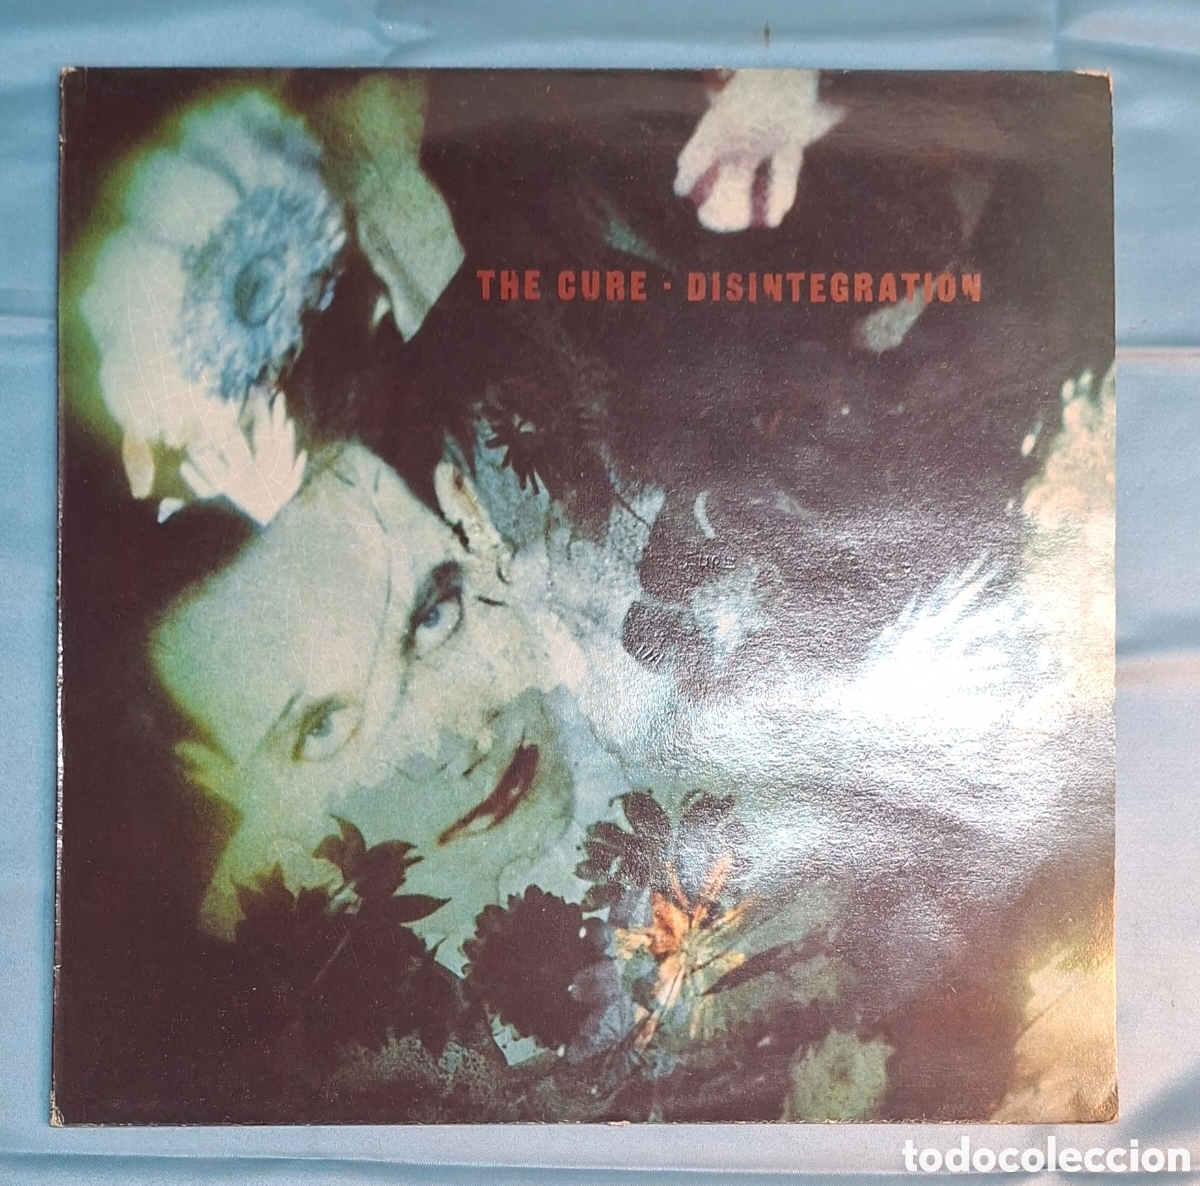 THE CURE · DISINTEGRATION
todocoleccion